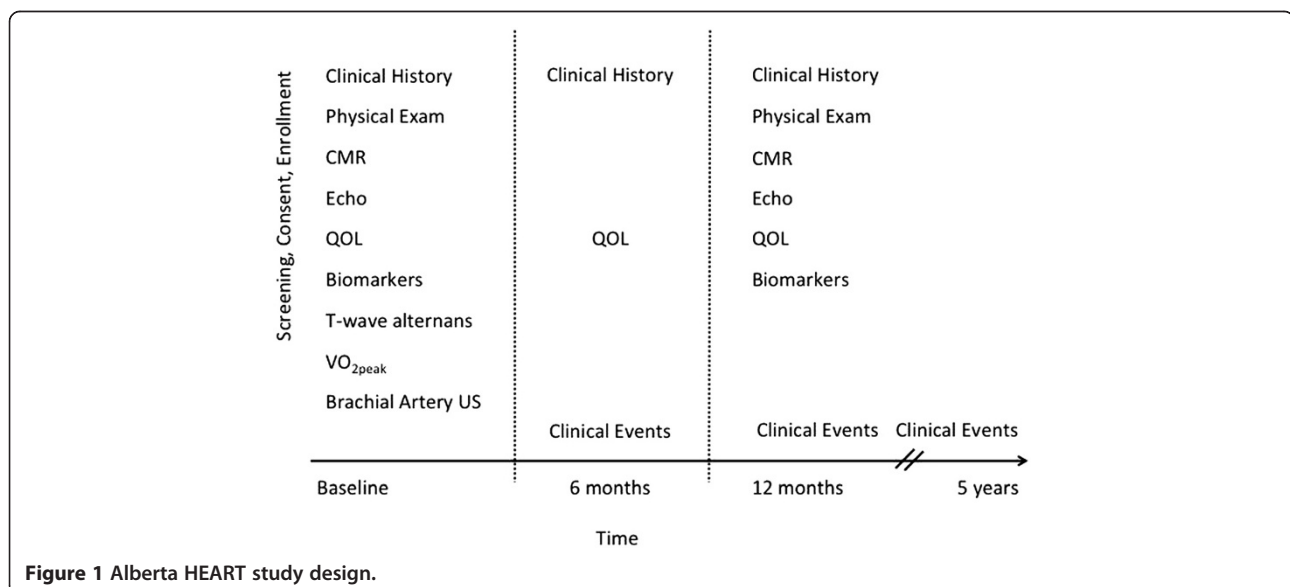 Screening, Consent, Enrollment
Clinical History Clinical History Clinical History
Physical Exam Physical Exam
CMR CMR
Echo Echo
QOL QOL QOL
Biomarkers Biomarkers
T-wave alternans
VO2peak
Brachial Artery US
Clinical Events Clinical Events Clinical Events
Baseline 6 months 12 months 5 years
Time
Figure 1 Alberta HEART study design.